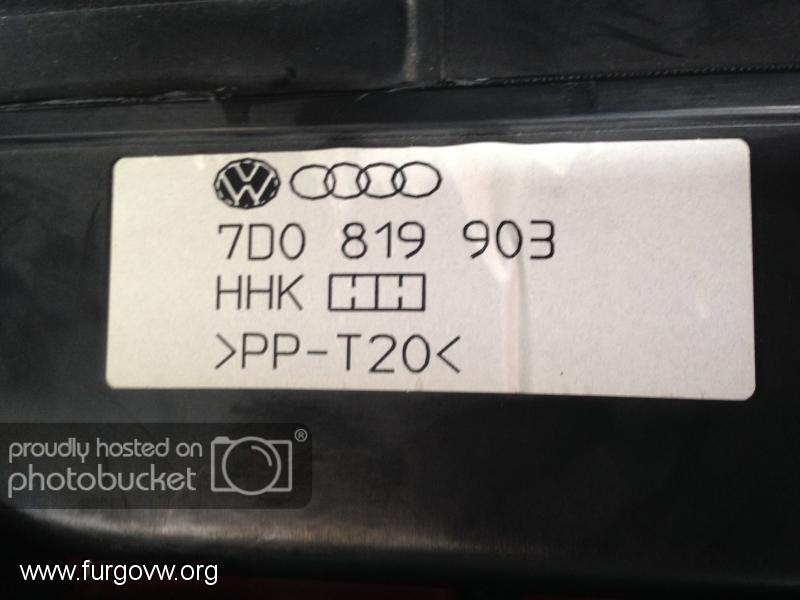 7D0 819 903
HHK
>PP-T20<
proudly hosted on
photobucket
www.furgovw.org